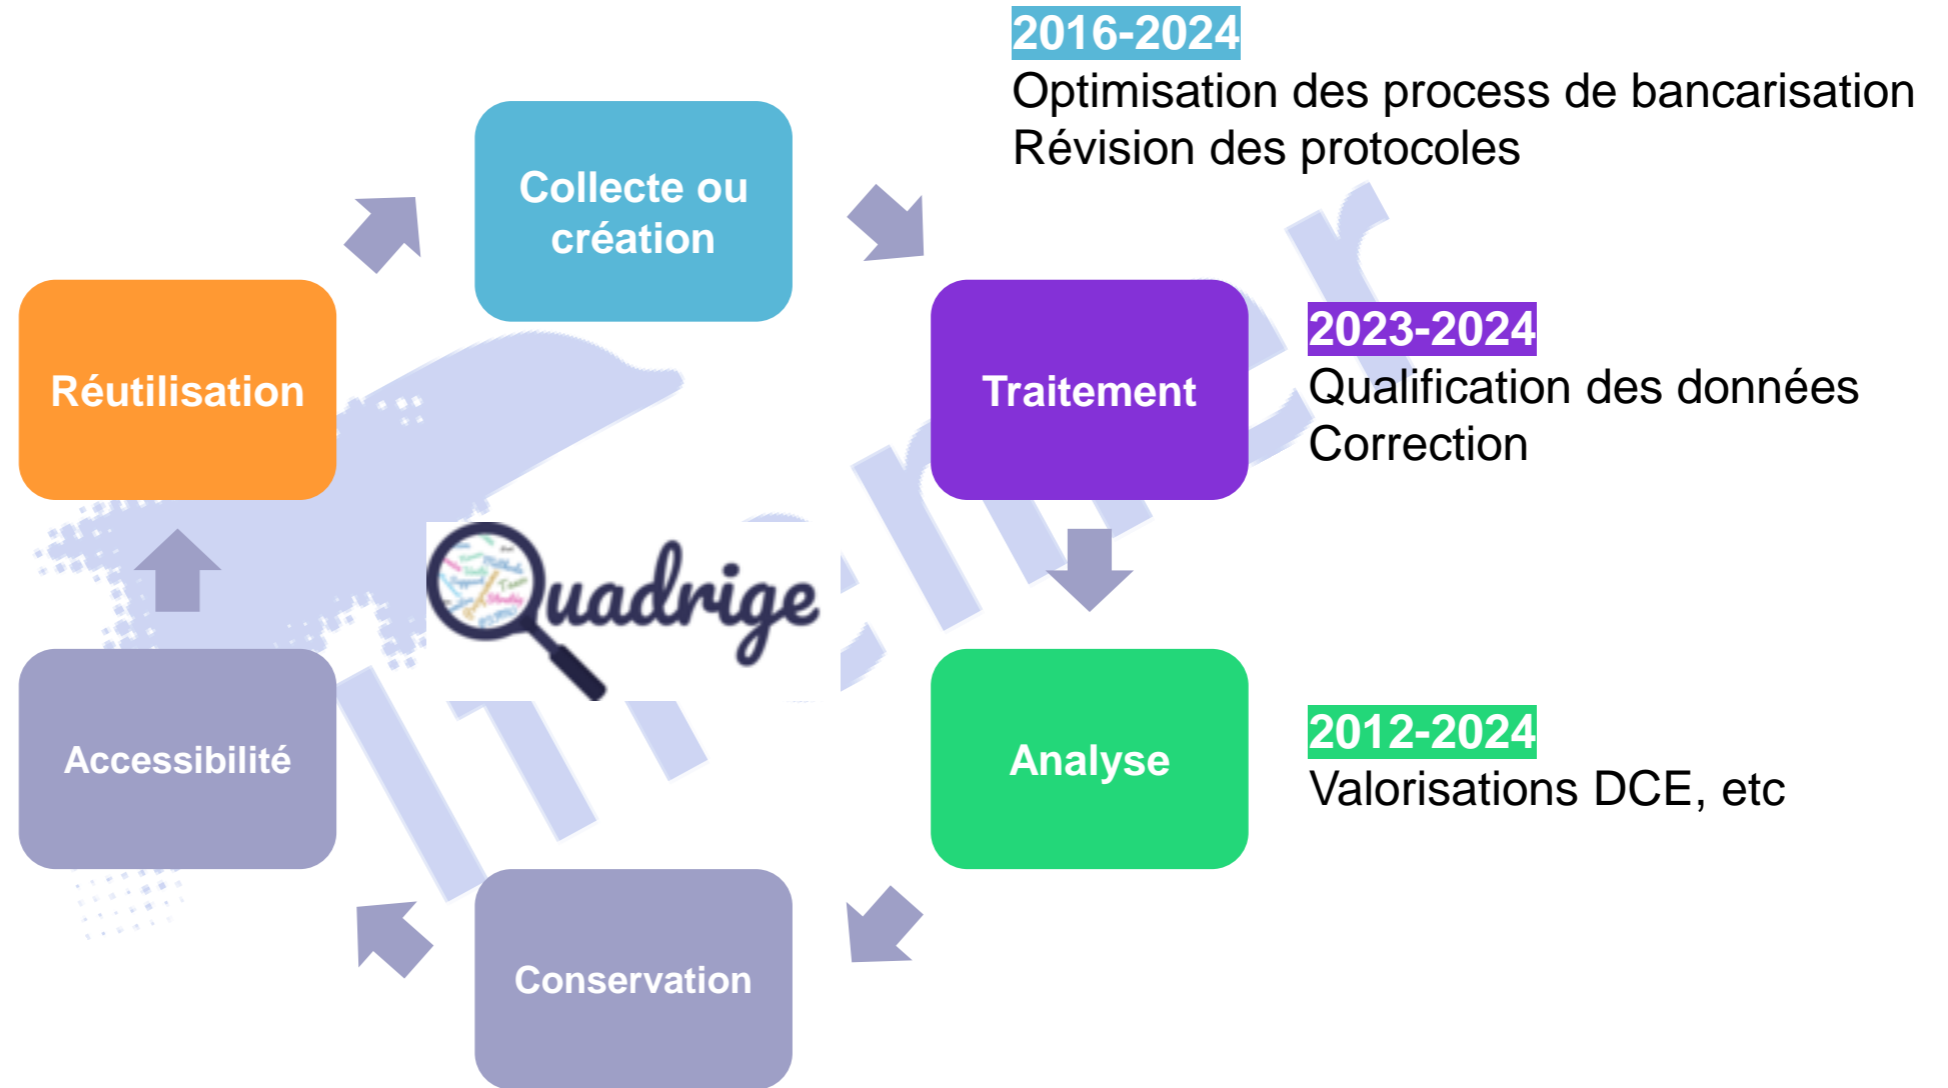 2016-2024
Optimisation des process de bancarisation
Révision des protocoles
Collecte ou
création
Réutilisation
Traitement
2023-2024
Qualification des données
Correction
Quadrige
Accessibilité
Analyse
2012-2024
Valorisations DCE, etc
Conservation
Ifremer